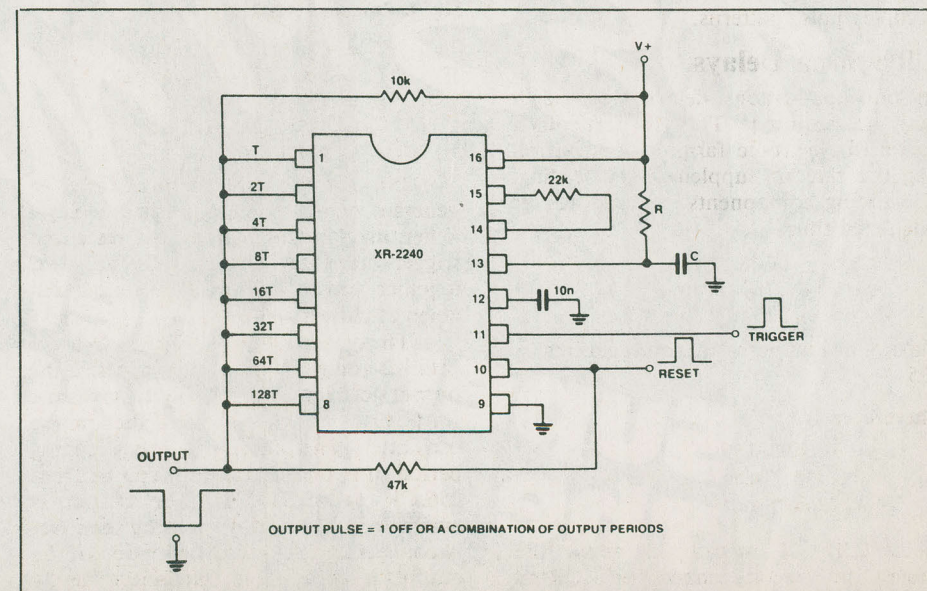 V+
10k
T
1
16
2T
15
22k
4T
14
R
XR-2240
8T
13
C
16T
12
10n
32T
11
TRIGGER
64T
10
RESET
128T
8
9
OUTPUT
47k
OUTPUT PULSE = 1 OFF OR A COMBINATION OF OUTPUT PERIODS